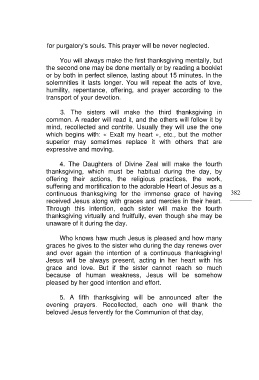 for purgatory's souls. This prayer will be never neglected.
You will always make the first thanksgiving mentally, but
the second one may be done mentally or by reading a booklet
or by both in perfect silence, lasting about 15 minutes. In the
solemnities it lasts longer. You will repeat the acts of love,
humility, repentance, offering, and prayer according to the
transport of your devotion.
3. The sisters will make the third thanksgiving in
common. A reader will read it, and the others will follow it by
mind, recollected and contrite. Usually they will use the one
which begins with: « Exalt my heart », etc., but the mother
superior may sometimes replace it with others that are
expressive and moving.
4. The Daughters of Divine Zeal will make the fourth
thanksgiving, which must be habitual during the day, by
offering their actions, the religious practices, the work,
suffering and mortification to the adorable Heart of Jesus as a
continuous thanksgiving for the immense grace of having
382
received Jesus along with graces and mercies in their heart.
Through this intention, each sister will make the fourth
thanksgiving virtually and fruitfully, even though she may be
unaware of it during the day.
Who knows haw much Jesus is pleased and how many
graces he gives to the sister who during the day renews over
and over again the intention of a continuous thanksgiving!
Jesus will be always present, acting in her heart with his
grace and love. But if the sister cannot reach so much
because of human weakness, Jesus will be somehow
pleased by her good intention and effort.
5. A fifth thanksgiving will be announced after the
evening prayers. Recollected, each one will thank the
beloved Jesus fervently for the Communion of that day,